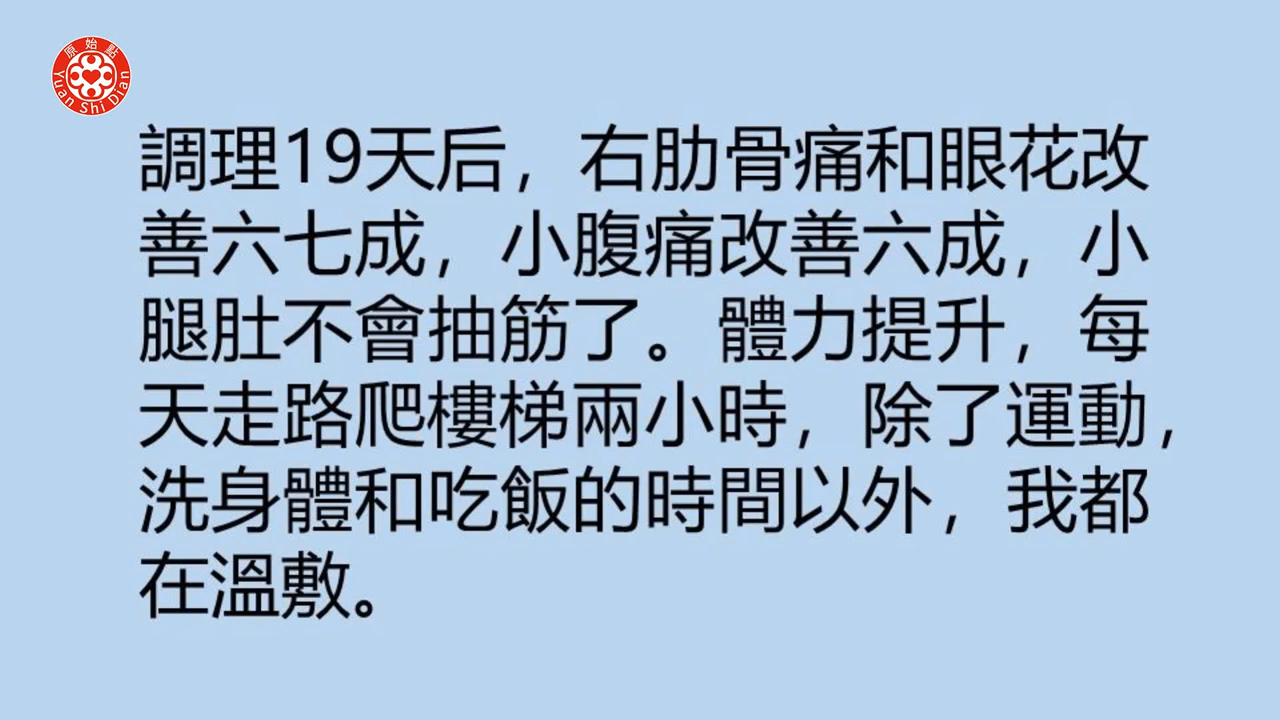 原始點
Yuan Shi Dian
調理19天后，右肋骨痛和眼花改
善六七成，小腹痛改善六成，小
腿肚不會抽筋了。體力提升，每
天走路爬樓梯兩小時，除了運動，
洗身體和吃飯的時間以外，我都
在溫敷。